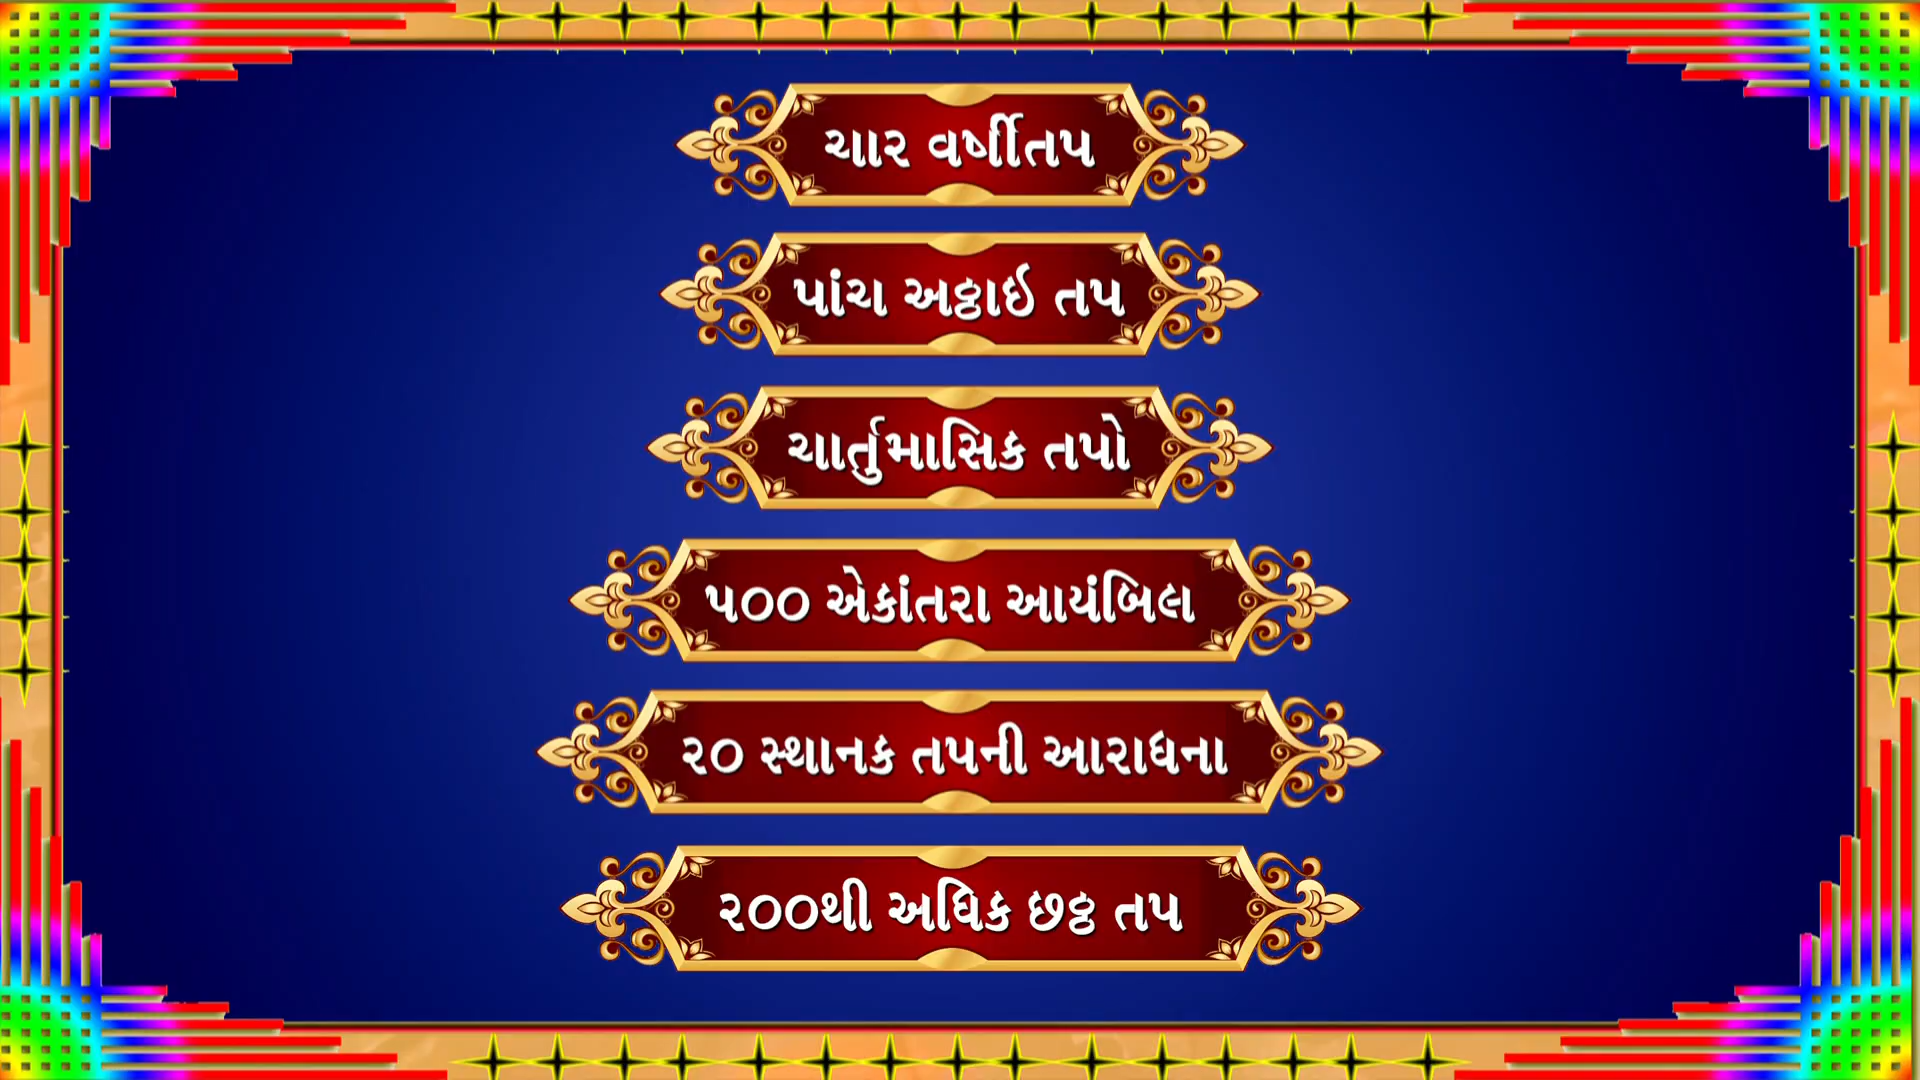 ચાર વર્ષીતપ
પાંચ અઠ્ઠાઇ તપ
ચાર્તુમાસિક તપો
૫૦૦ એકાંતરા આયંબિલ
૨૦ સ્થાનક તપની આરાધના
૨૦૦થી અધિક છઠ્ઠ તપ